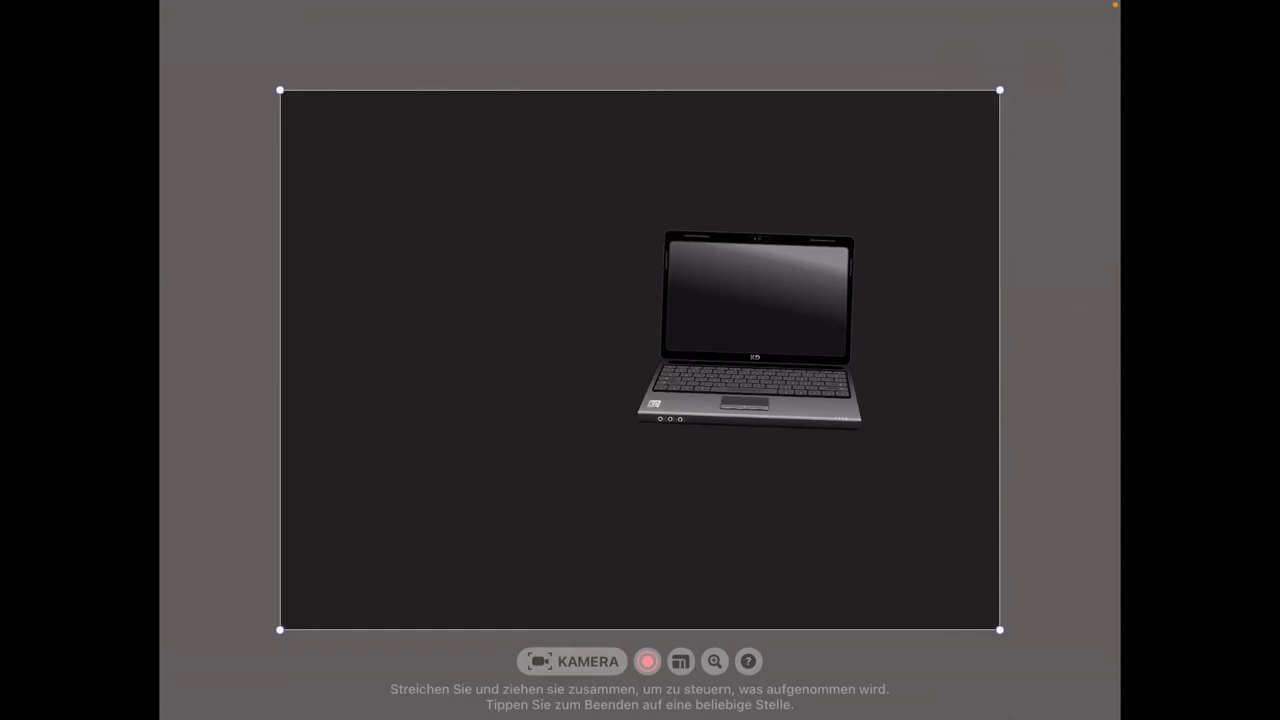 KD
KAMERA
?
Streichen Sie und ziehen sie zusammen, um zu steuern, was aufgenommen wird.
Tippen Sie zum Beenden auf eine beliebige Stelle.